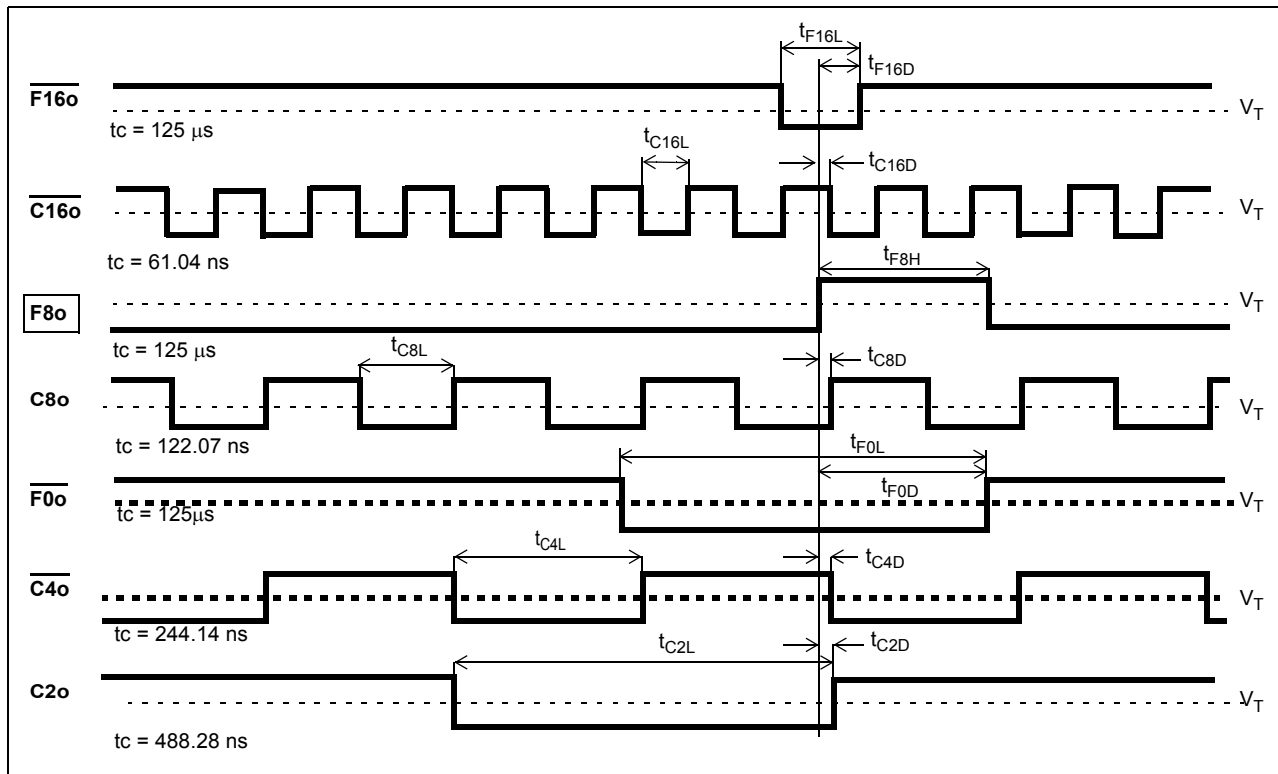 tF16L
tF16D
F16o
VT
tc = 125 μs
tC16L
tC16D
C16o
VT
tc = 61.04 ns
tF8H
F8o
VT
tc = 125 μs
tC8L
tC8D
C8o
VT
tc = 122.07 ns
tF0L
F0o
tF0D
VT
tc = 125μs
tC4L
tC4D
C4o
VT
tc = 244.14 ns
tC2L
tC2D
C2o
VT
tc = 488.28 ns